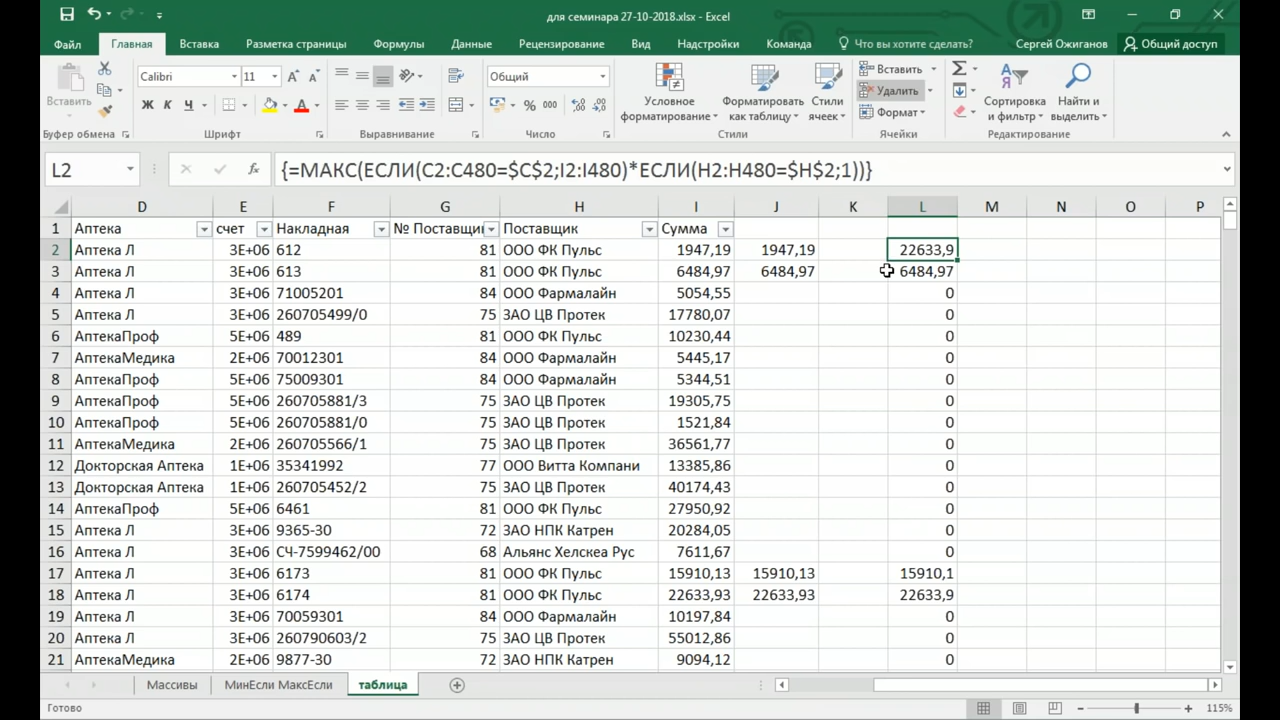 для семинара 27-10-2018.xlsx - Excel
Файл Главная Вставка Разметка страницы Формулы Данные Рецензирование Вид Надстройки Команда Что вы хотите сделать? Сергей Ожиганов Общий доступ
Вставить
Calibri 11
Ж К Ч
Общий
% 000
Условное форматирование
Форматировать как таблицу
Стили ячеек
Вставить
Удалить
Формат
Σ
Сортировка и фильтр
Найти и выделить
Буфер обмена Шрифт Выравнивание Число Стили Ячейки Редактирование
L2 fx {=МАКС(ЕСЛИ(C2:C480=$C$2;I2:I480)*ЕСЛИ(H2:H480=$H$2;1))}
D E F G H I J K L M N O P
1 Аптека счет Накладная № Поставщи Поставщик Сумма
2 Аптека Л 3E+06 612 81 ООО ФК Пульс 1947,19 1947,19 22633,9
3 Аптека Л 3E+06 613 81 ООО ФК Пульс 6484,97 6484,97 6484,97
4 Аптека Л 3E+06 71005201 84 ООО Фармалайн 5054,55 0
5 Аптека Л 3E+06 260705499/0 75 ЗАО ЦВ Протек 17780,07 0
6 АптекаПроф 5E+06 489 81 ООО ФК Пульс 10230,44 0
7 АптекаМедика 2E+06 70012301 84 ООО Фармалайн 5445,17 0
8 АптекаПроф 5E+06 75009301 84 ООО Фармалайн 5344,51 0
9 АптекаПроф 5E+06 260705881/3 75 ЗАО ЦВ Протек 19305,75 0
10 АптекаПроф 5E+06 260705881/0 75 ЗАО ЦВ Протек 1521,84 0
11 АптекаМедика 2E+06 260705566/1 75 ЗАО ЦВ Протек 36561,77 0
12 Докторская Аптека 1E+06 35341992 77 ООО Витта Компани 13385,86 0
13 Докторская Аптека 1E+06 260705452/2 75 ЗАО ЦВ Протек 40174,43 0
14 АптекаПроф 5E+06 6461 81 ООО ФК Пульс 27950,92 0
15 Аптека Л 3E+06 9365-30 72 ЗАО НПК Катрен 20284,05 0
16 Аптека Л 3E+06 СЧ-7599462/00 68 Альянс Хелскеа Рус 7611,67 0
17 Аптека Л 3E+06 6173 81 ООО ФК Пульс 15910,13 15910,13 15910,1
18 Аптека Л 3E+06 6174 81 ООО ФК Пульс 22633,93 22633,93 22633,9
19 Аптека Л 3E+06 70059301 84 ООО Фармалайн 10197,84 0
20 Аптека Л 3E+06 260790603/2 75 ЗАО ЦВ Протек 55012,86 0
21 АптекаМедика 2E+06 9877-30 72 ЗАО НПК Катрен 9094,12 0
Массивы МинЕсли МаксЕсли таблица
Готово 115%